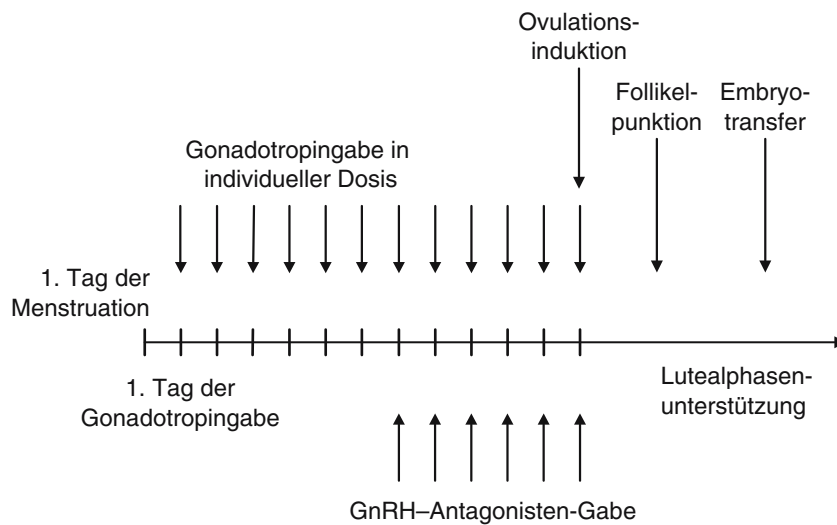 Ovulations-
induktion
Follikel-
punktion
Embryo-
transfer
Gonadotropingabe in
individueller Dosis
1. Tag der
Menstruation
1. Tag der
Gonadotropingabe
Lutealphasen-
unterstützung
GnRH–Antagonisten-Gabe